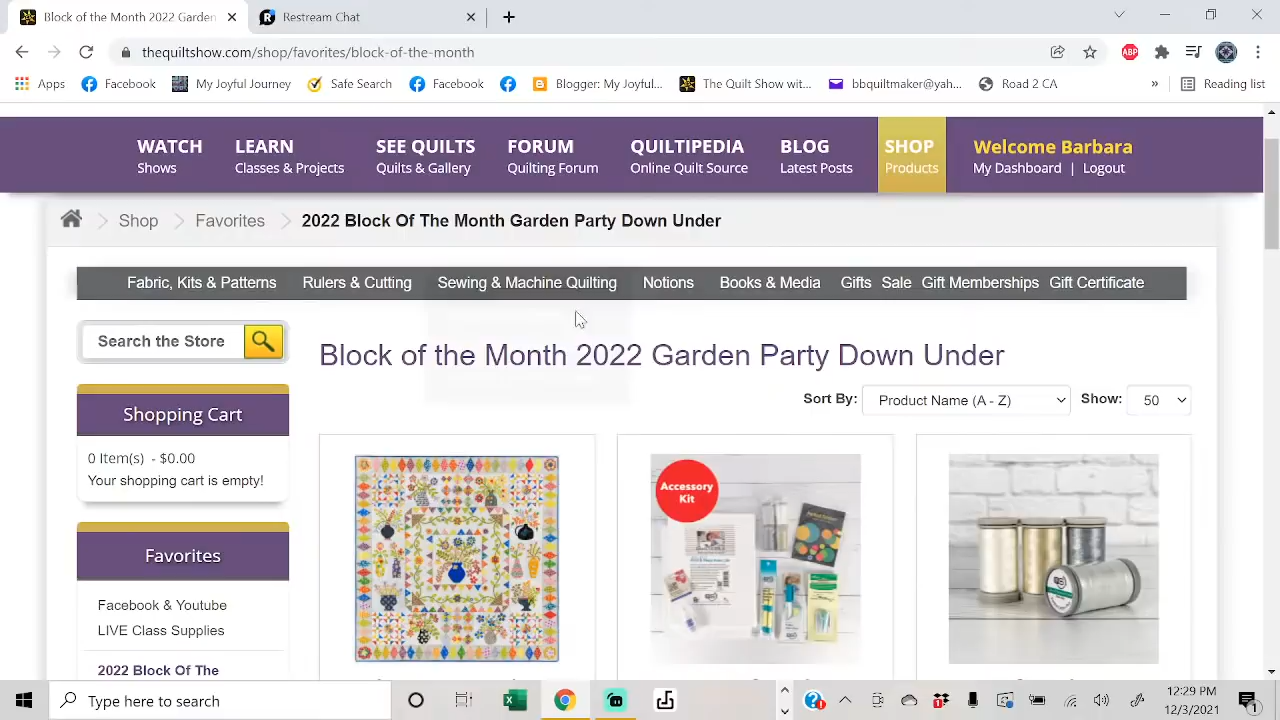 Block of the Month 2022 Garden
Restream Chat
thequiltshow.com/shop/favorites/block-of-the-month
ABP
Apps
Facebook
My Joyful Journey
Safe Search
Facebook
Blogger: My Joyful...
The Quilt Show wit...
bbquiltmaker@yah...
Road 2 CA
»
Reading list
WATCH
Shows
LEARN
Classes & Projects
SEE QUILTS
Quilts & Gallery
FORUM
Quilting Forum
QUILTIPEDIA
Online Quilt Source
BLOG
Latest Posts
SHOP
Products
Welcome Barbara
My Dashboard | Logout
Shop
Favorites
2022 Block Of The Month Garden Party Down Under
Fabric, Kits & Patterns
Rulers & Cutting
Sewing & Machine Quilting
Notions
Books & Media
Gifts
Sale
Gift Memberships
Gift Certificate
Search the Store
Block of the Month 2022 Garden Party Down Under
Sort By: Product Name (A - Z) Show: 50
Shopping Cart
0 Item(s) - $0.00
Your shopping cart is empty!
Accessory
Kit
Favorites
Facebook & Youtube
LIVE Class Supplies
2022 Block Of The
Type here to search
12:29 PM
12/3/2021